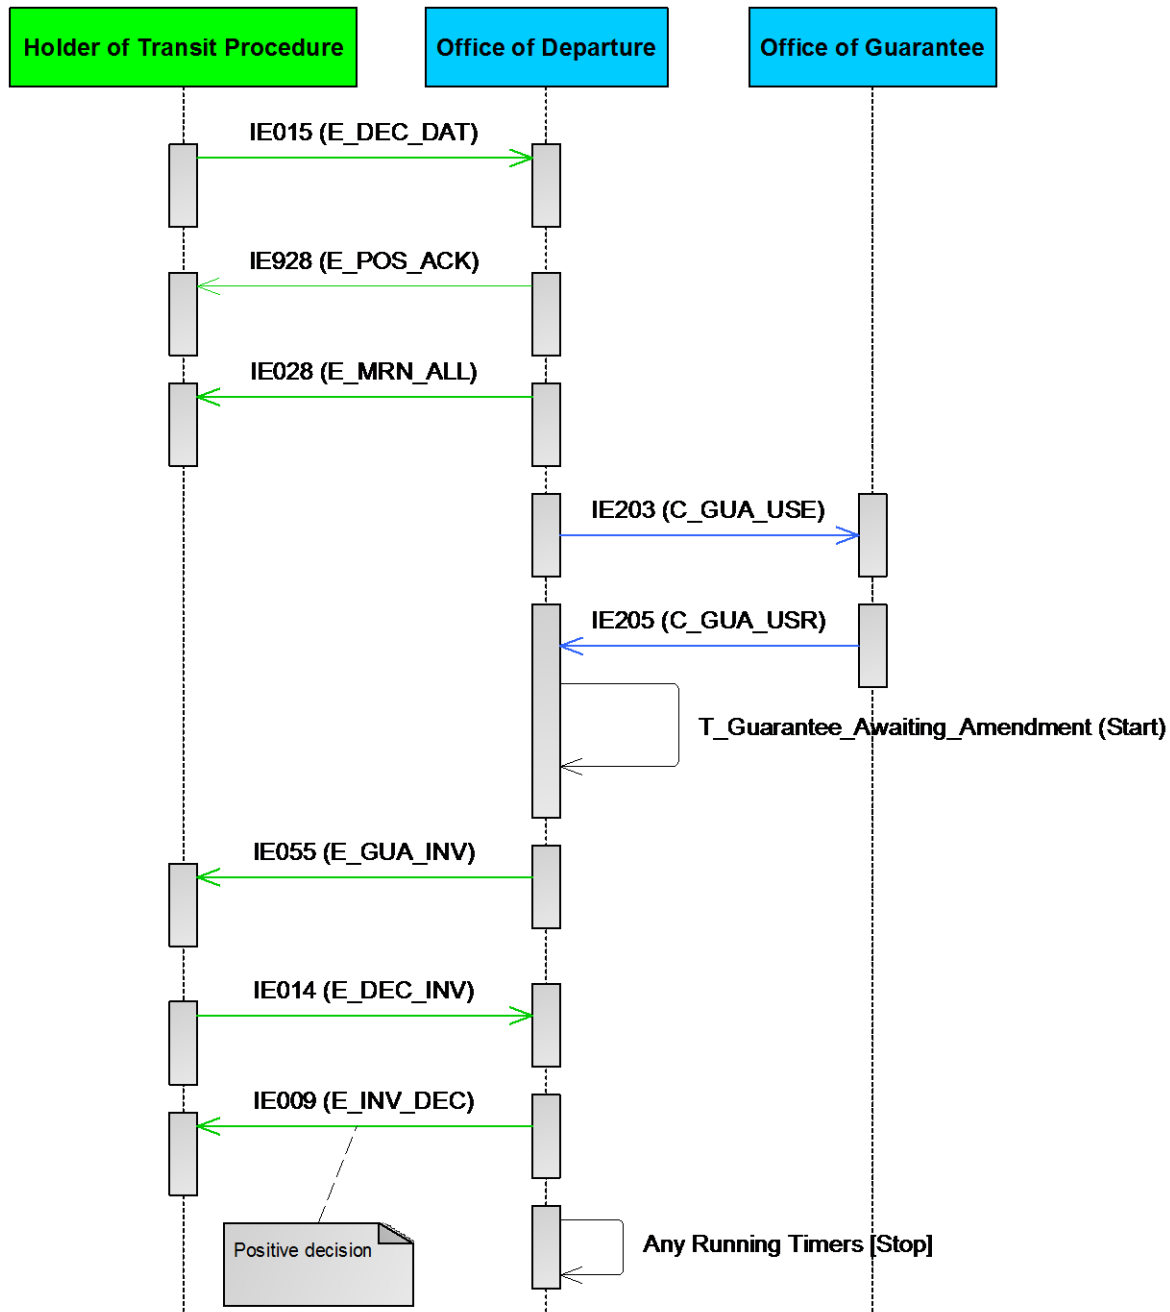 Holder of Transit Procedure
Office of Departure
Office of Guarantee
IE015 (E_DEC_DAT)
IE928 (E_POS_ACK)
IE028 (E_MRN_ALL)
IE203 (C_GUA_USE)
IE205 (C_GUA_USR)
T_Guarantee_Awaiting_Amendment (Start)
IE055 (E_GUA_INV)
IE014 (E_DEC_INV)
IE009 (E_INV_DEC)
Positive decision
Any Running Timers [Stop]